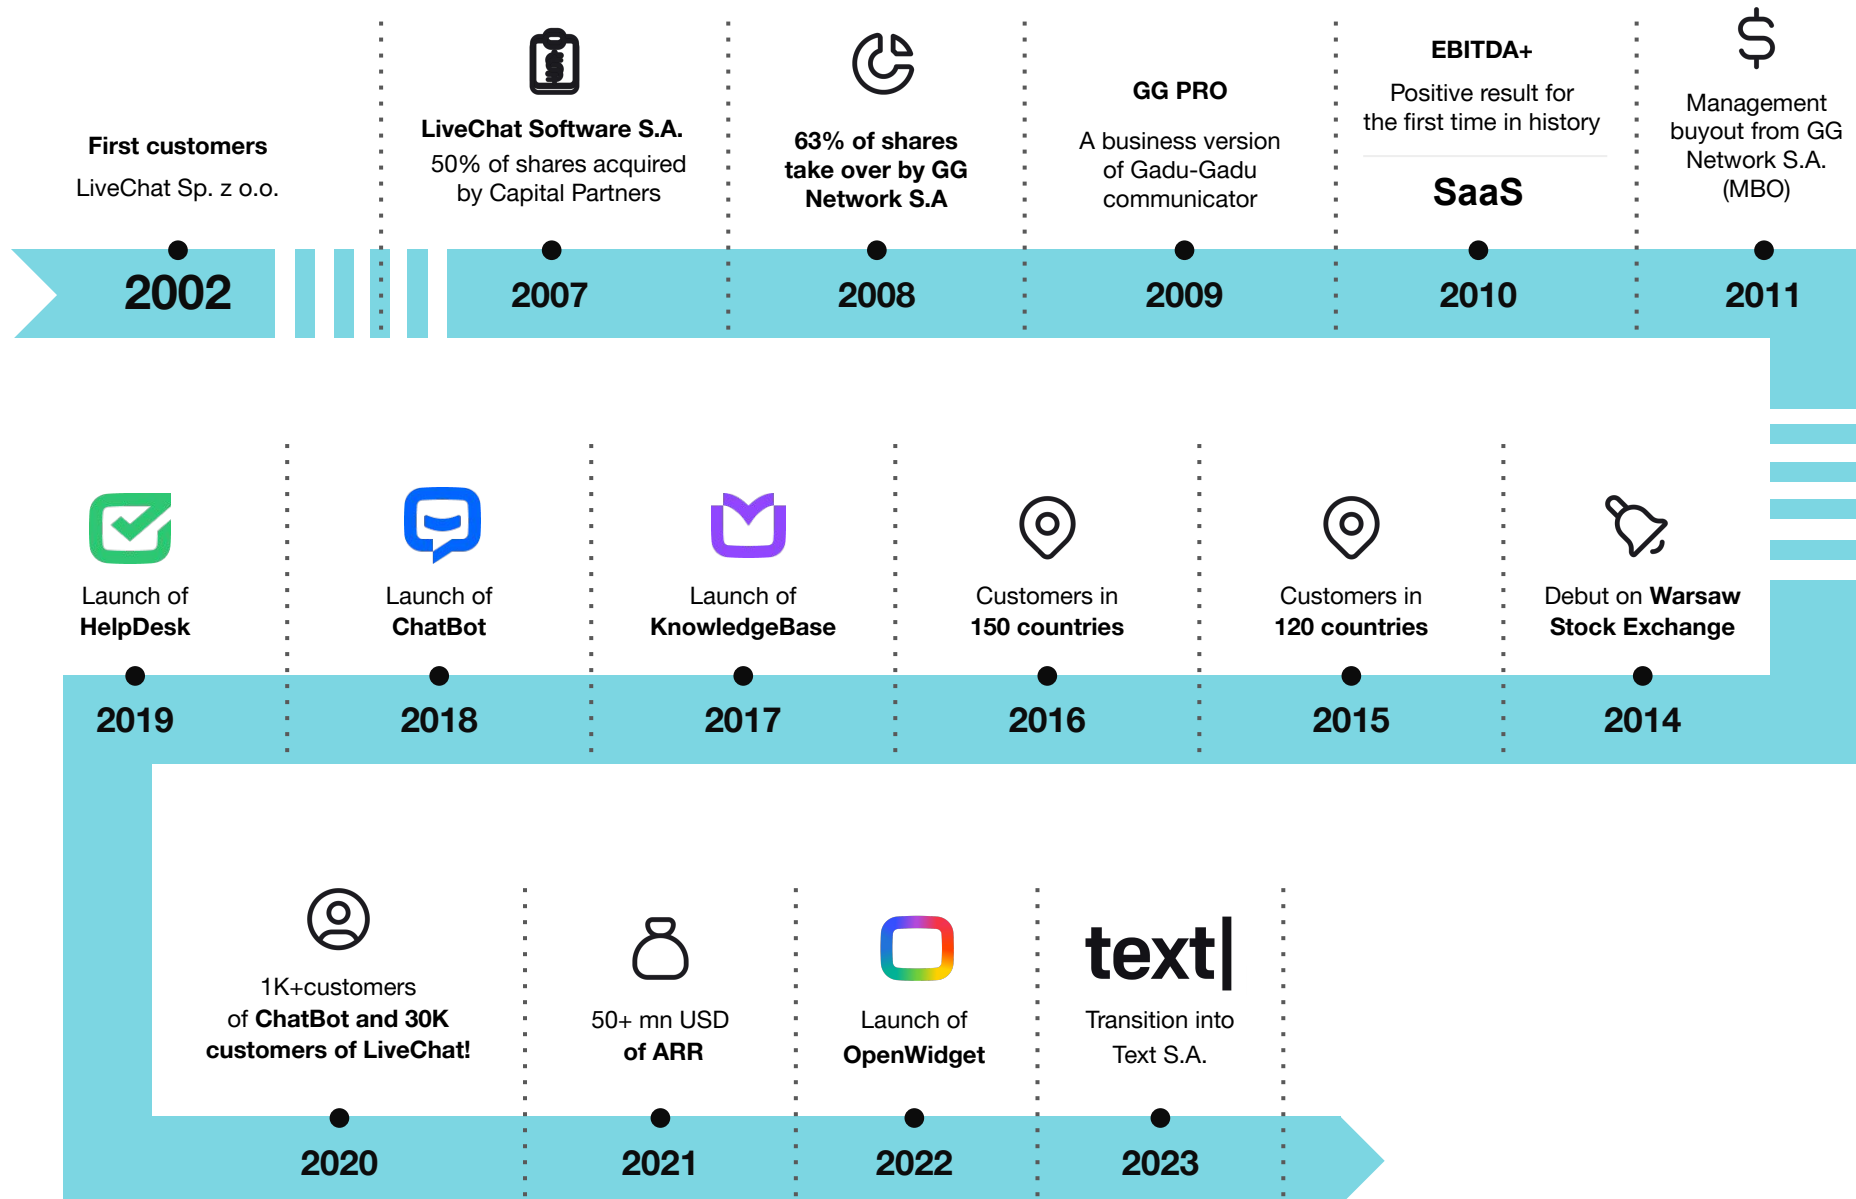 First customers
LiveChat Sp. z o.o.
2002
LiveChat Software S.A.
50% of shares acquired
by Capital Partners
2007
63% of shares
take over by GG
Network S.A
2008
GG PRO
A business version
of Gadu-Gadu
communicator
2009
EBITDA+
Positive result for
the first time in history
SaaS
2010
Management
buyout from GG
Network S.A.
(MBO)
2011
Launch of
HelpDesk
2019
Launch of
ChatBot
2018
Launch of
KnowledgeBase
2017
Customers in
150 countries
2016
Customers in
120 countries
2015
Debut on Warsaw
Stock Exchange
2014
1K+customers
of ChatBot and 30K
customers of LiveChat!
2020
50+ mn USD
of ARR
2021
Launch of
OpenWidget
2022
text|
Transition into
Text S.A.
2023